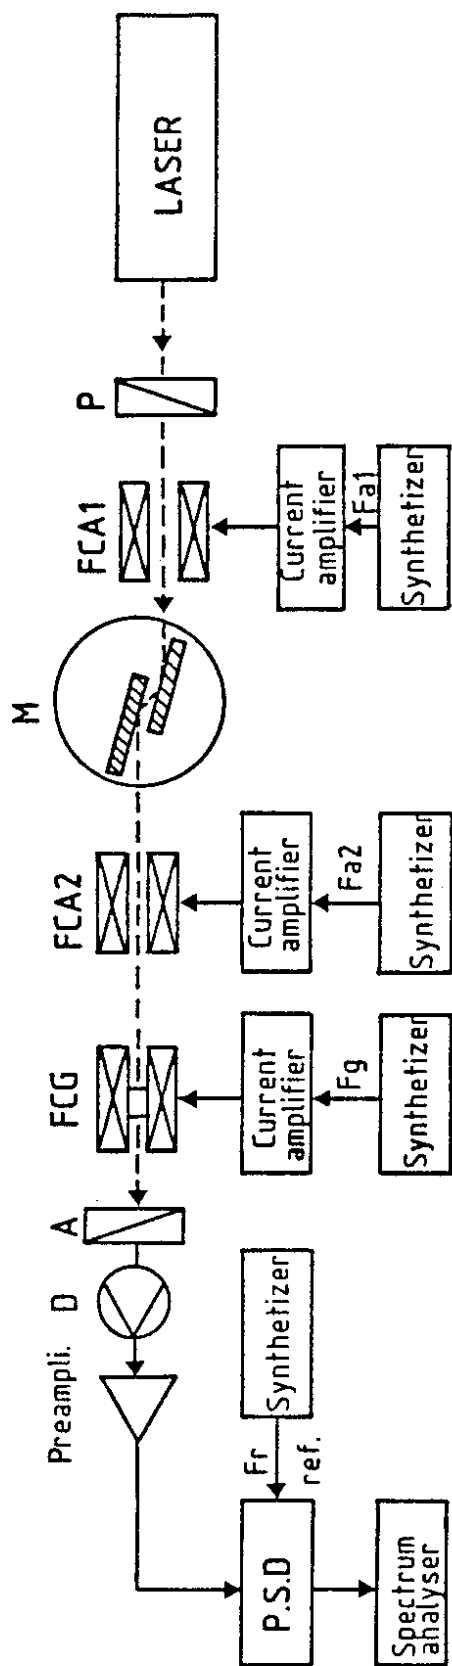 LASER
P
FCA1
Current
amplifier
Fa1
Synthetizer
M
FCA2
Current
amplifier
Fa2
Synthetizer
FCG
Current
amplifier
Fg
Synthetizer
A
D
Preampli.
Synthetizer
Fr
ref.
P.S.D
Spectrum
analyser